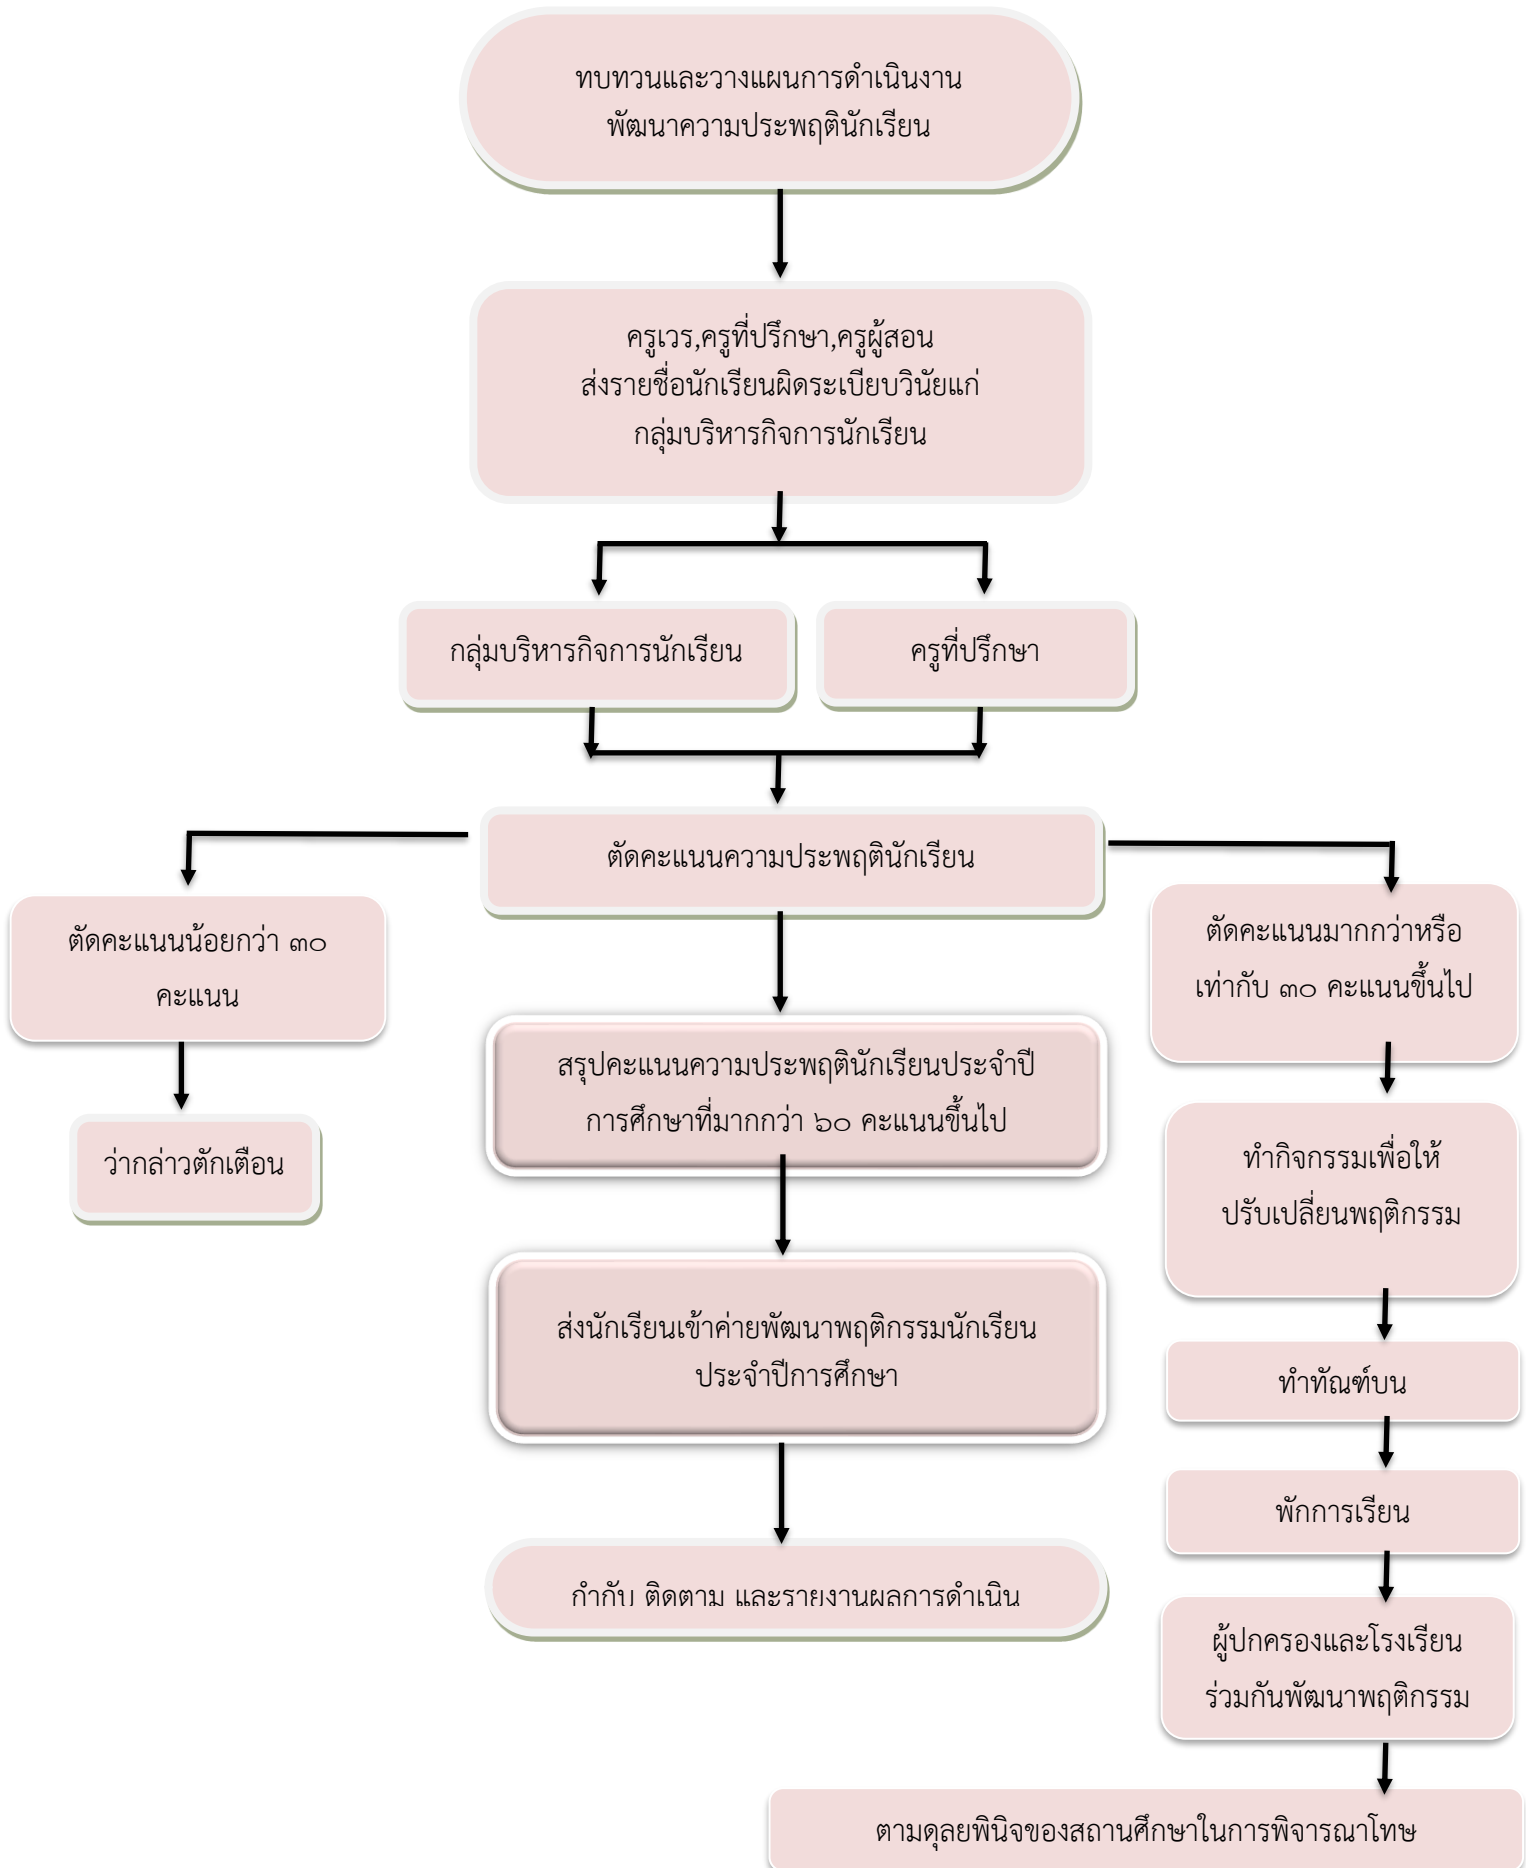 ทบทวนและวางแผนการดำเนินงาน
พัฒนาความประพฤตินักเรียน
ครูเวร,ครูที่ปรึกษา,ครูผู้สอน
ส่งรายชื่อนักเรียนผิดระเบียบวินัยแก่
กลุ่มบริหารกิจการนักเรียน
กลุ่มบริหารกิจการนักเรียน
ครูที่ปรึกษา
ตัดคะแนนความประพฤตินักเรียน
ตัดคะแนนน้อยกว่า ๓๐
คะแนน
ว่ากล่าวตักเตือน
สรุปคะแนนความประพฤตินักเรียนประจำปี
การศึกษาที่มากกว่า ๖๐ คะแนนขึ้นไป
ส่งนักเรียนเข้าค่ายพัฒนาพฤติกรรมนักเรียน
ประจำปีการศึกษา
กำกับ ติดตาม และรายงานผลการดำเนิน
ตัดคะแนนมากกว่าหรือ
เท่ากับ ๓๐ คะแนนขึ้นไป
ทำกิจกรรมเพื่อให้
ปรับเปลี่ยนพฤติกรรม
ทำทัณฑ์บน
พักการเรียน
ผู้ปกครองและโรงเรียน
ร่วมกันพัฒนาพฤติกรรม
ตามดุลยพินิจของสถานศึกษาในการพิจารณาโทษ